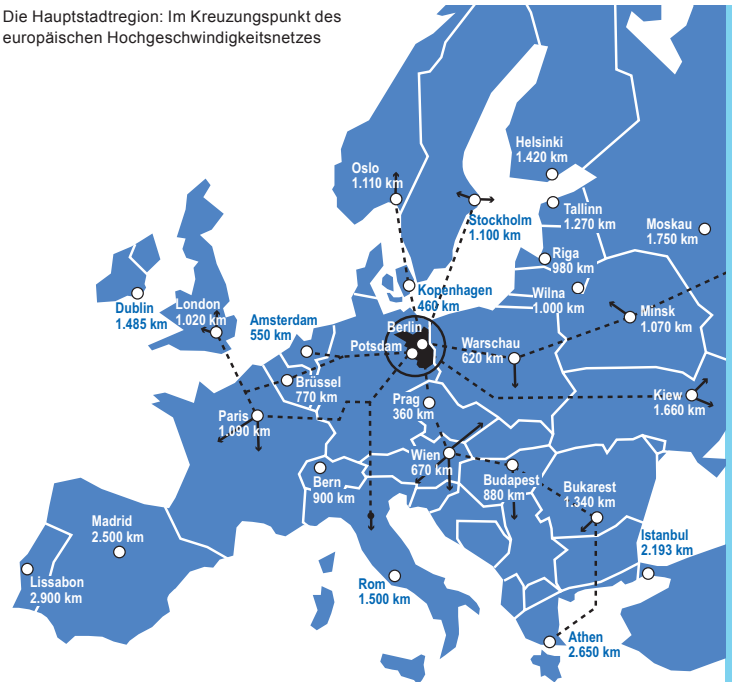 Die Hauptstadtregion: Im Kreuzungspunkt des
europäischen Hochgeschwindigkeitsnetzes
Helsinki
1.420 km
Oslo
1.110 km
Stockholm
1.100 km
Tallinn
1.270 km
Moskau
1.750 km
Riga
980 km
Kopenhagen
460 km
Wilna
1.000 km
Dublin
1.485 km
London
1.020 km
Amsterdam
550 km
Minsk
1.070 km
Berlin
Potsdam
Warschau
620 km
Brüssel
770 km
Prag
360 km
Kiew
1.660 km
Paris
1.090 km
Wien
670 km
Bern
900 km
Budapest
880 km
Bukarest
1.340 km
Madrid
2.500 km
Istanbul
2.193 km
Lissabon
2.900 km
Rom
1.500 km
Athen
2.650 km